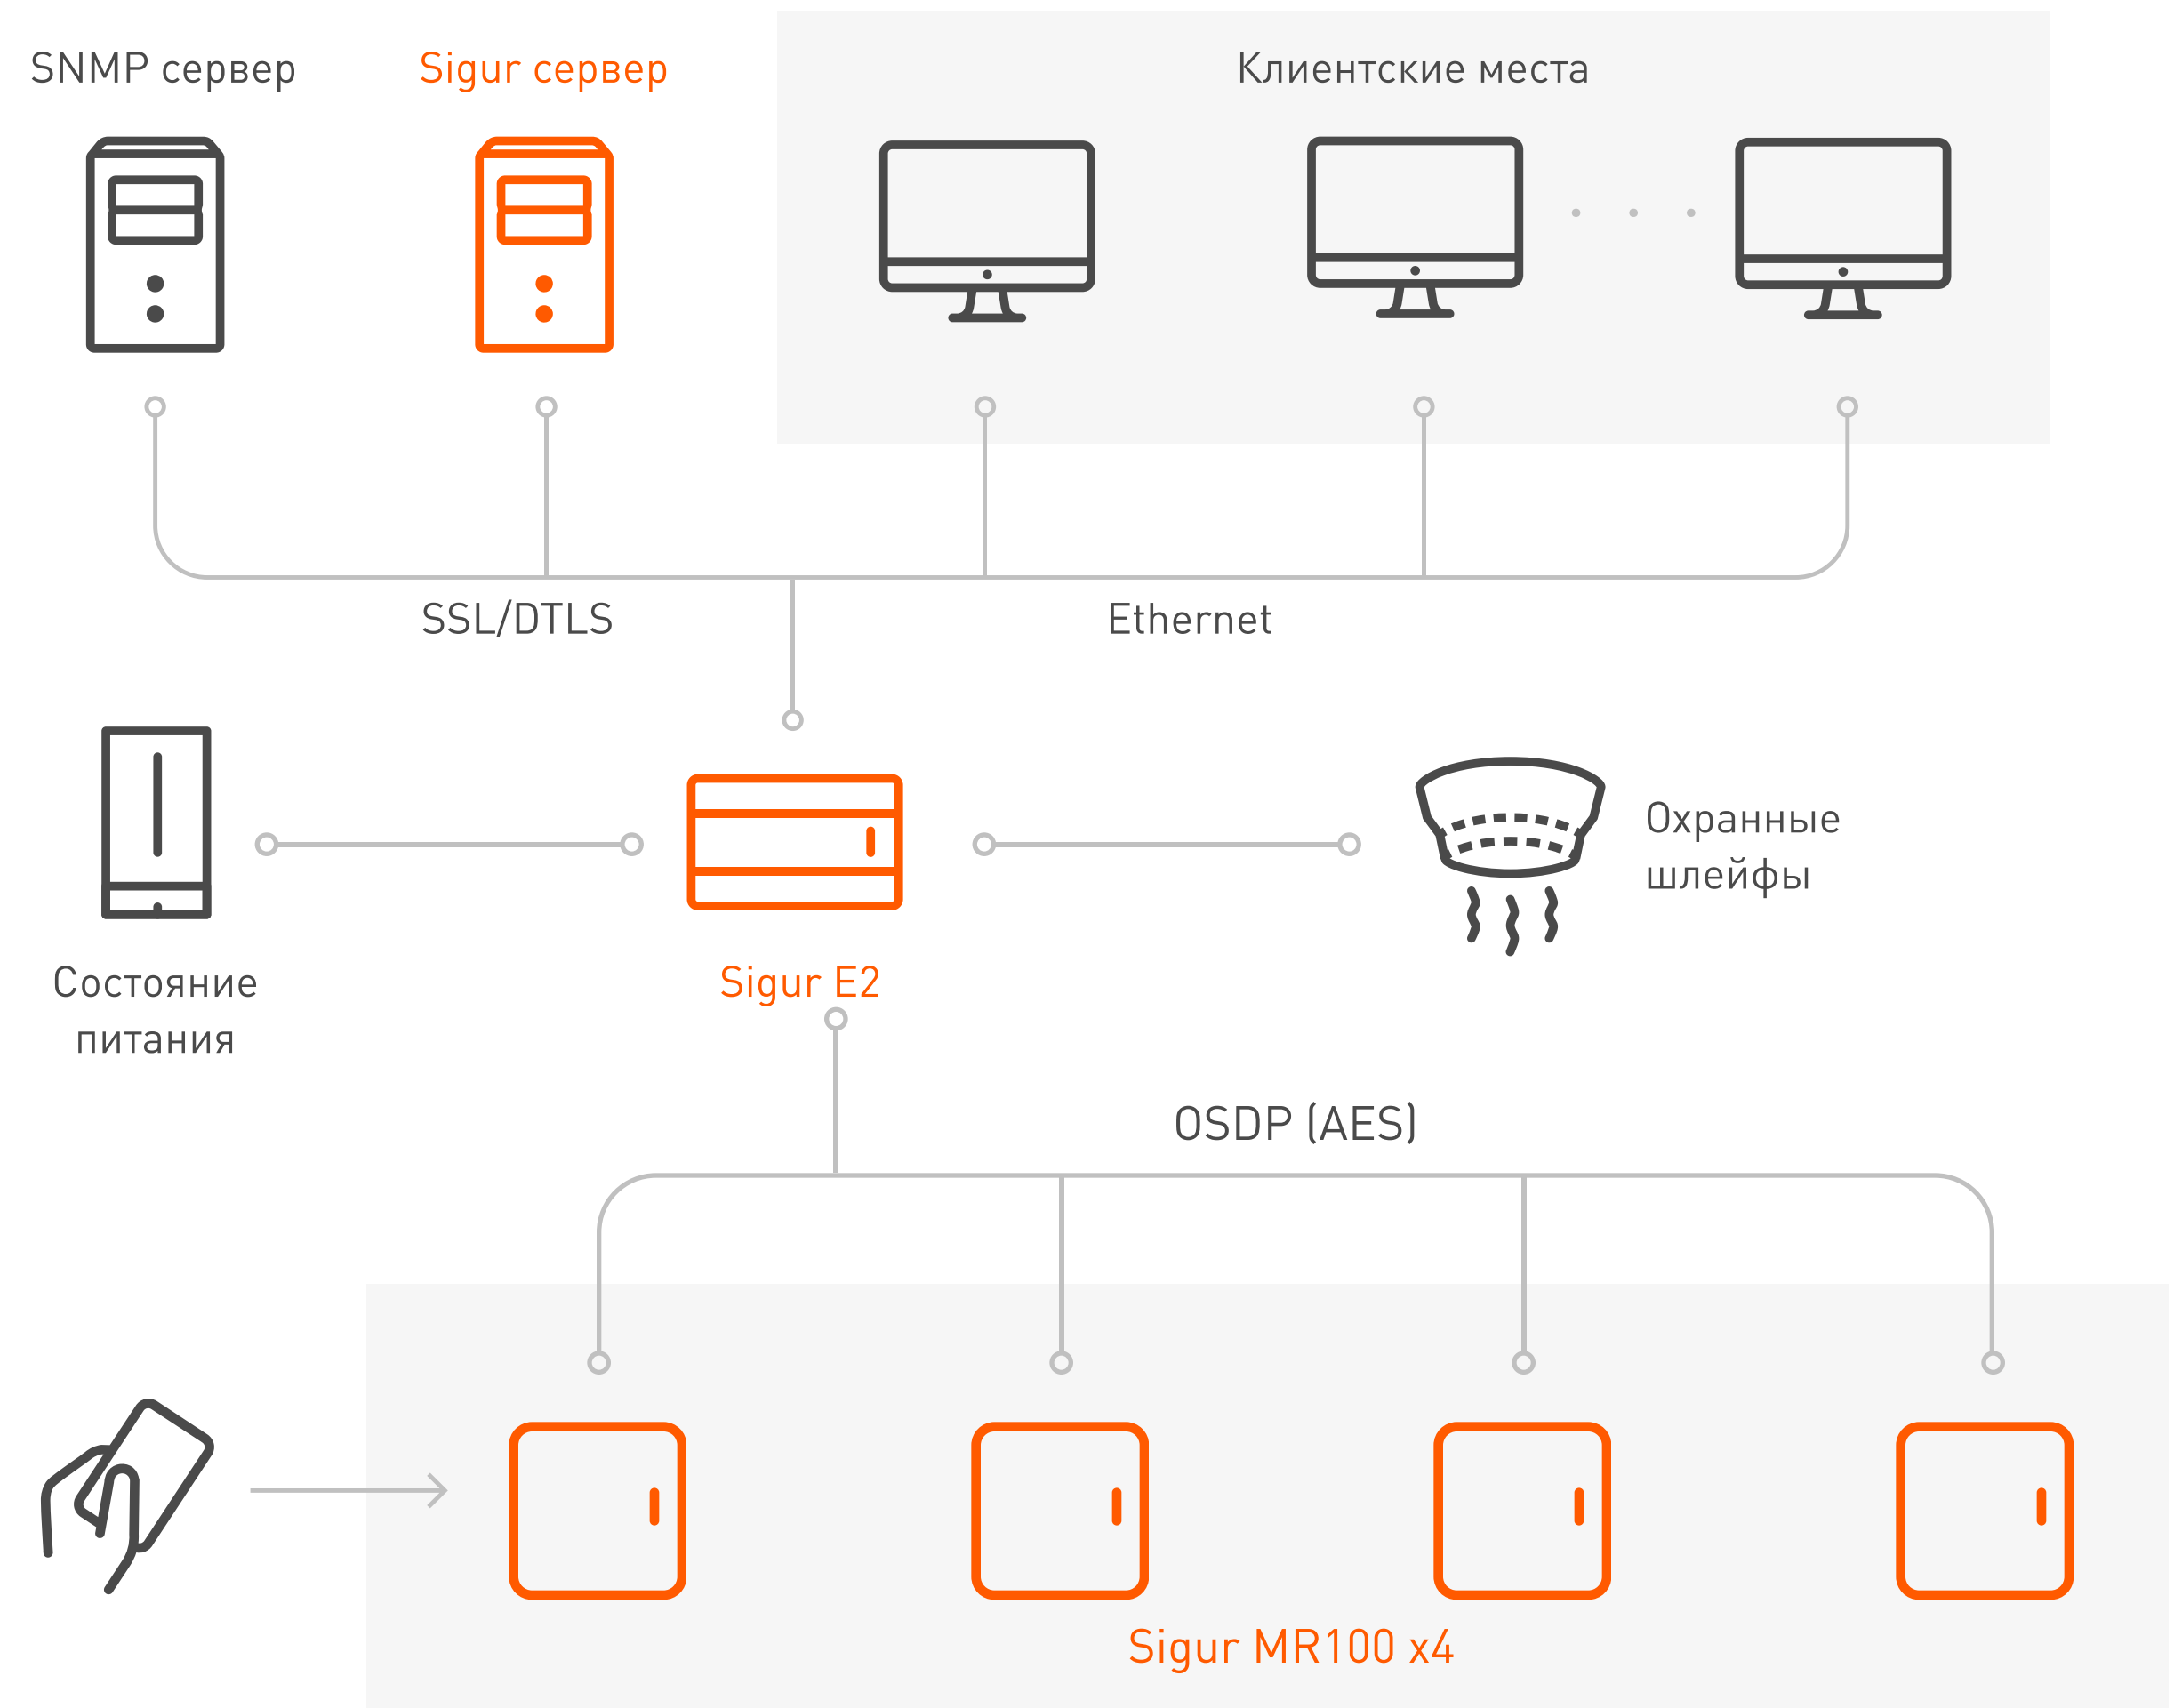 SNMP сервер
Sigur сервер
Клиентские места
SSL/DTLS
Ethernet
Состояние
питания
Sigur E2
Охранные
шлейфы
OSDP (AES)
Sigur MR100 x4